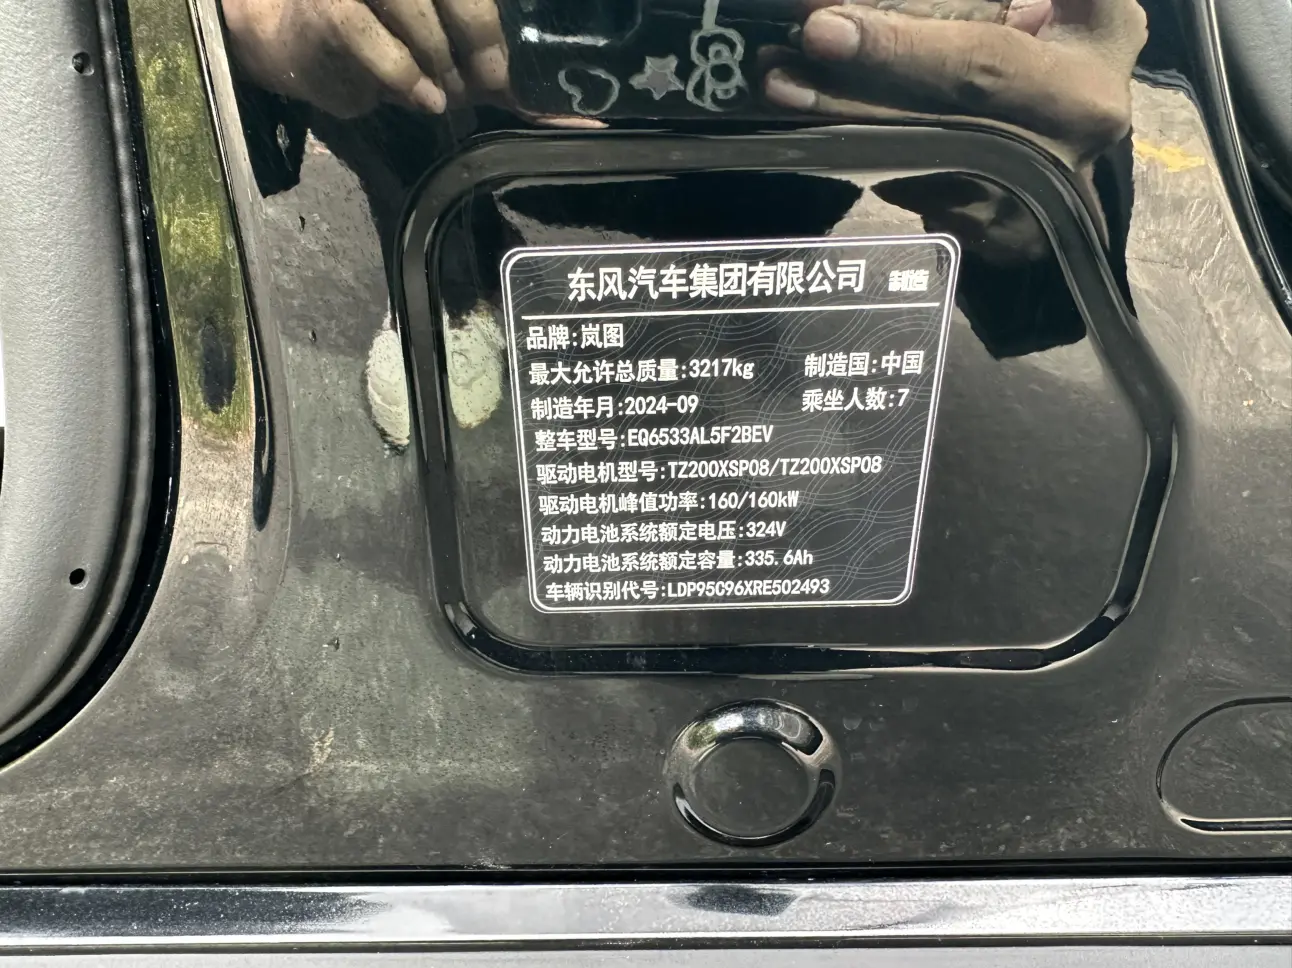 东风汽车集团有限公司 制造
品牌:岚图
最大允许总质量:3217kg 制造国:中国
制造年月:2024-09 乘坐人数:7
整车型号:EQ6533AL5F2BEV
驱动电机型号:TZ200XSP08/TZ200XSP08
驱动电机峰值功率:160/160kW
动力电池系统额定电压:324V
动力电池系统额定容量:335.6Ah
车辆识别代号:LDP95C96XRE502493